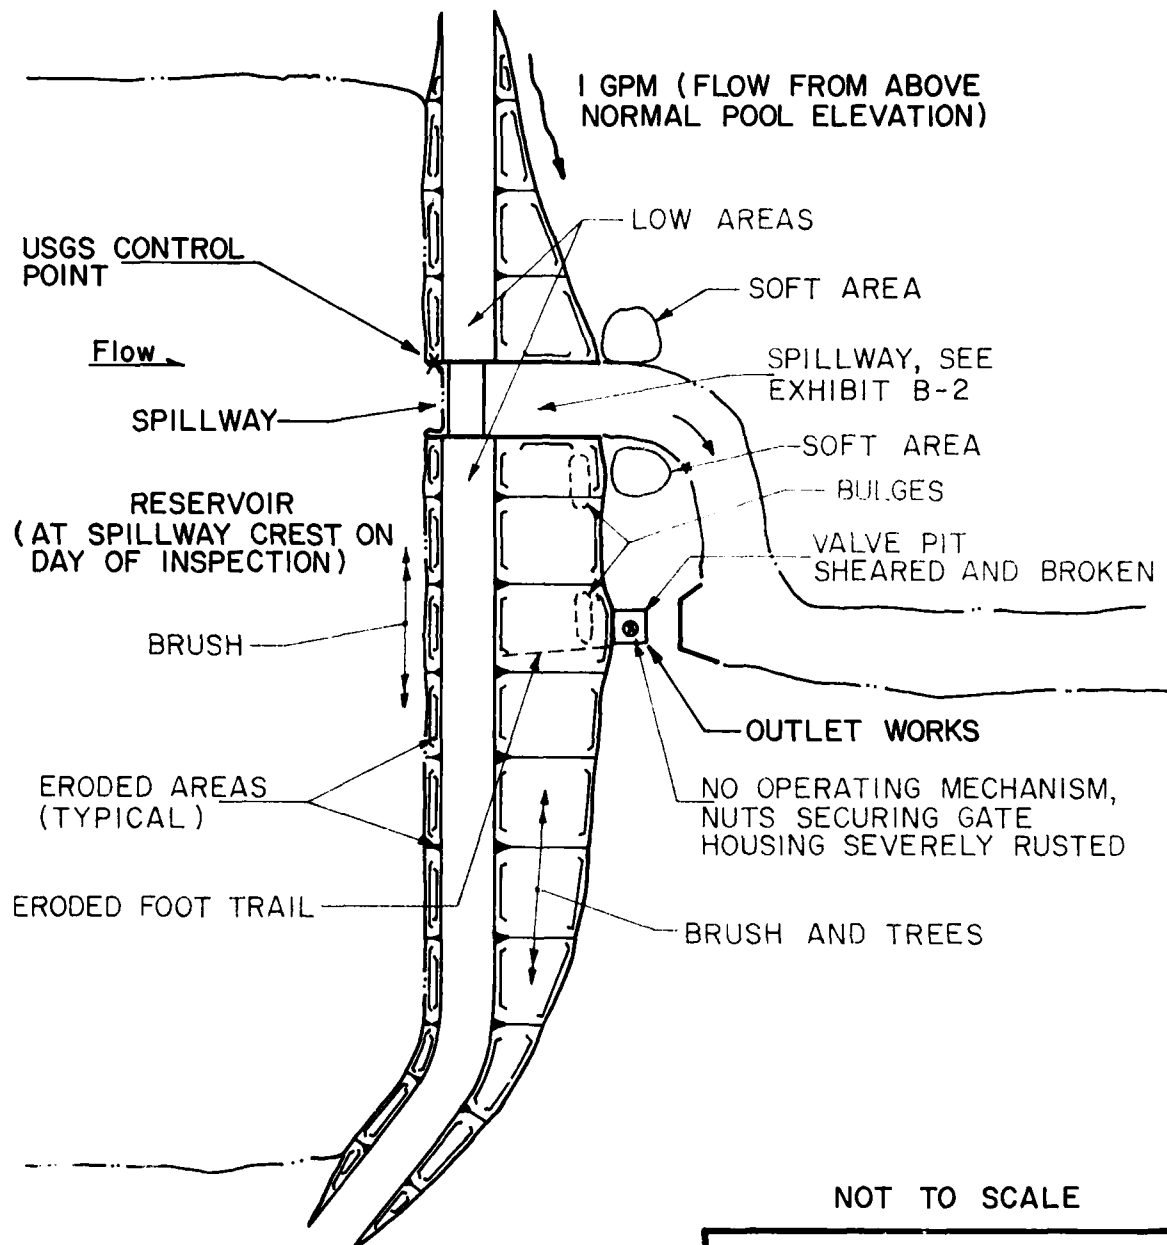 1 GPM (FLOW FROM ABOVE
NORMAL POOL ELEVATION)
LOW AREAS
USGS CONTROL
POINT
SOFT AREA
Flow
SPILLWAY, SEE
EXHIBIT B-2
SPILLWAY
SOFT AREA
BULGES
RESERVOIR
(AT SPILLWAY CREST ON
DAY OF INSPECTION)
VALVE PIT
SHEARED AND BROKEN
BRUSH
OUTLET WORKS
ERODED AREAS
(TYPICAL)
NO OPERATING MECHANISM,
NUTS SECURING GATE
HOUSING SEVERELY RUSTED
ERODED FOOT TRAIL
BRUSH AND TREES
NOT TO SCALE